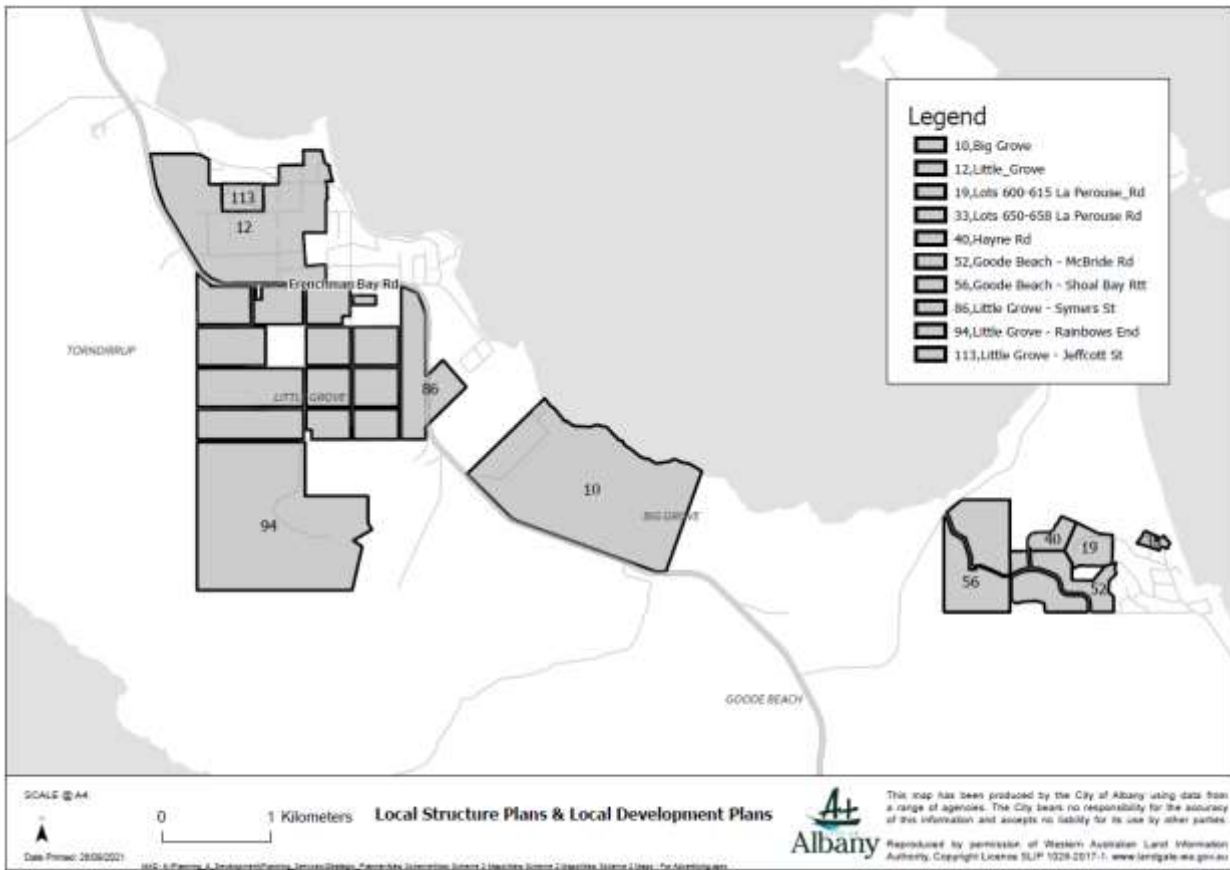 Legend
10,Big Grove
12,Little_Grove
19,Lots 600-615 La Perouse_Rd
33,Lots 650-658 La Perouse Rd
40,Hayne Rd
52,Goode Beach - McBride Rd
56,Goode Beach - Shoal Bay Rtt
86,Little Grove - Symers St
94,Little Grove - Rainbows End
113,Little Grove - Jeffcott St
113
12
Frenchman Bay Rd
TORNDIRRUP
86
LITTLE GROVE
10
BIG GROVE
94
40
19
56
52
GOODE BEACH
SCALE @ A4
0
1 Kilometers
Date Printed: 28/09/2021
Local Structure Plans & Local Development Plans
Albany
This map has been produced by the City of Albany using data from
a range of agencies. The City bears no responsibility for the accuracy
of this information and accepts no liability for its use by other parties.
Reproduced by permission of Western Australian Land Information
Authority, Copyright License SLIP 1029-2017-1. www.landgate.wa.gov.au